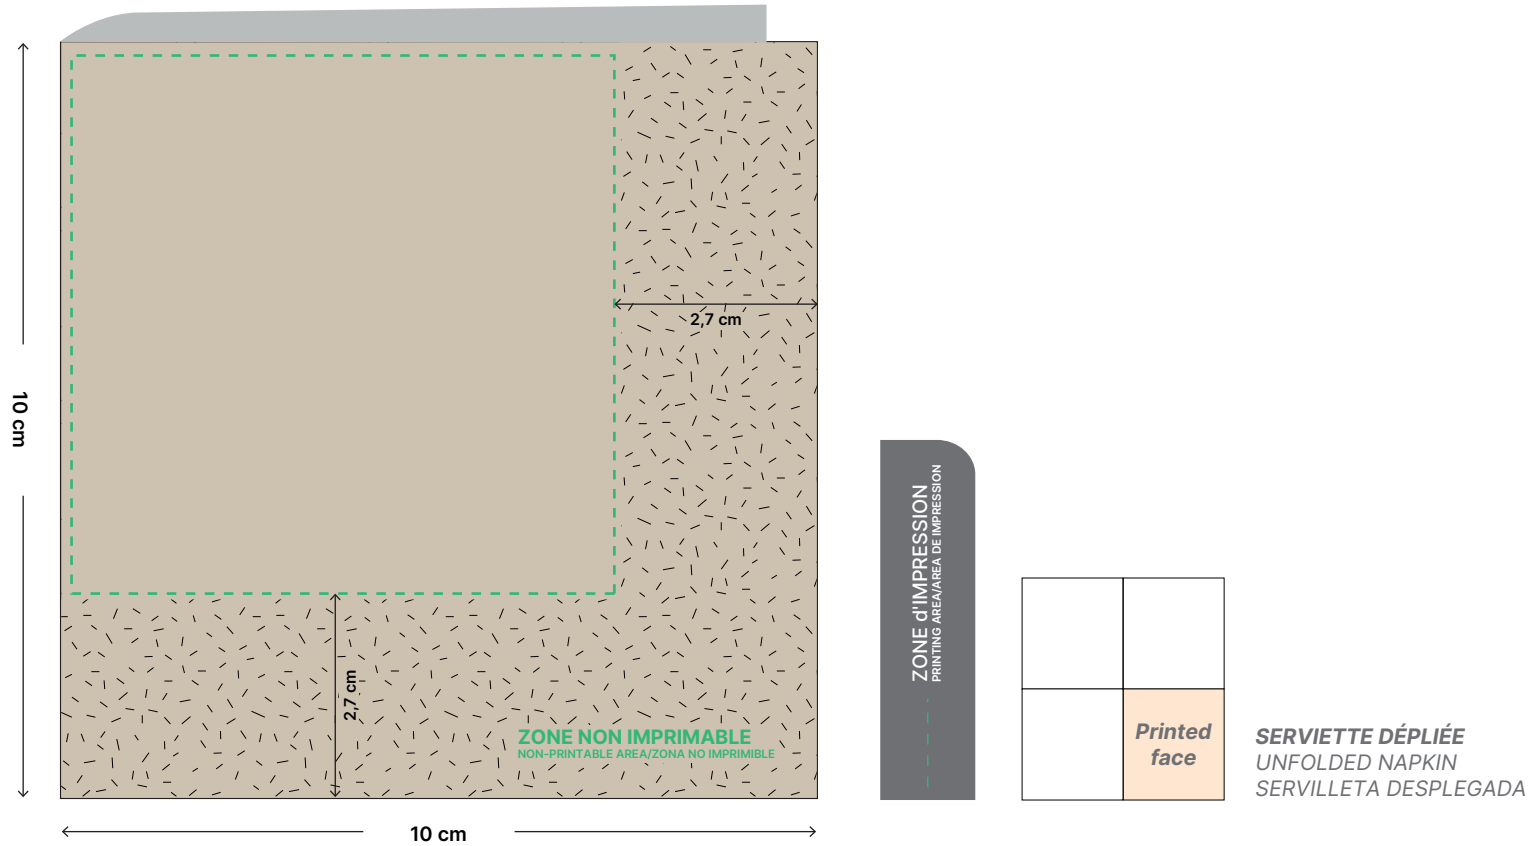 10 cm
2,7 cm
2,7 cm
ZONE NON IMPRIMABLE
NON-PRINTABLE AREA/ZONA NO IMPRIMIBLE
10 cm
ZONE d'IMPRESSION
PRINTING AREA/AREA DE IMPRESSION
Printed
face
SERVIETTE DÉPLIÉE
UNFOLDED NAPKIN
SERVILLETA DESPLEGADA